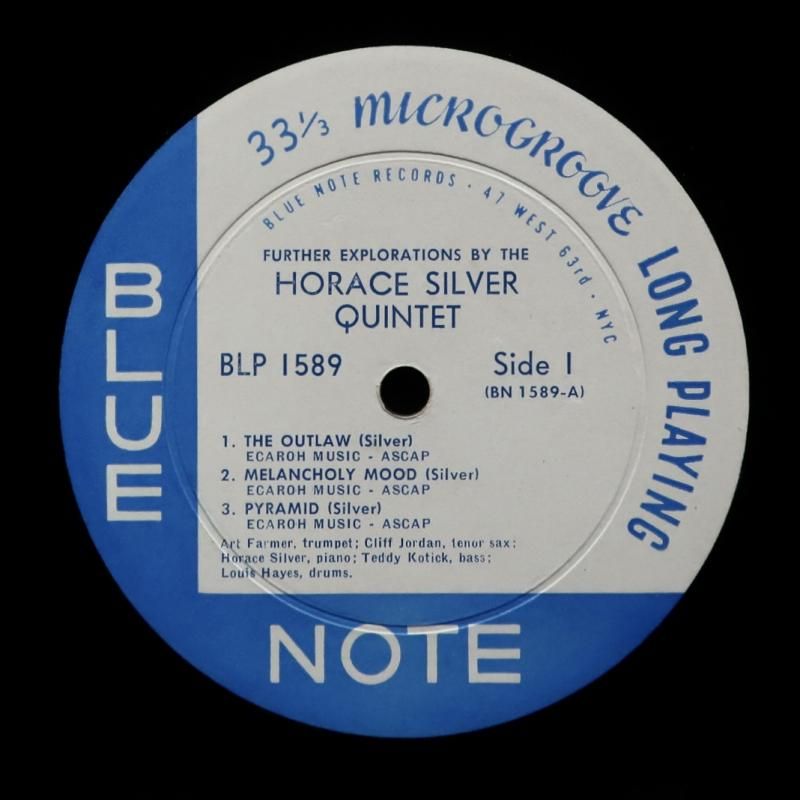 33⅓ MICROGROOVE LONG PLAYING
BLUE NOTE RECORDS · 47 WEST 63rd · NYC
FURTHER EXPLORATIONS BY THE
HORACE SILVER
QUINTET
BLP 1589
Side 1
(BN 1589-A)
1. THE OUTLAW (Silver)
ECAROH MUSIC - ASCAP
2. MELANCHOLY MOOD (Silver)
ECAROH MUSIC - ASCAP
3. PYRAMID (Silver)
ECAROH MUSIC - ASCAP
Art Farmer, trumpet; Cliff Jordan, tenor sax;
Horace Silver, piano; Teddy Kotick, bass;
Louis Hayes, drums.
BLUE
NOTE